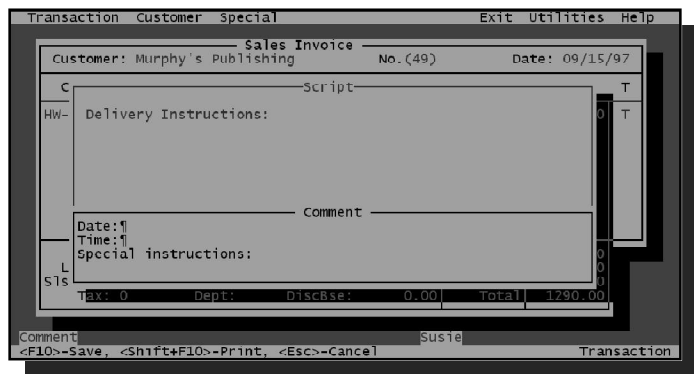 Transaction Customer Special Exit Utilities Help
Sales Invoice
Customer: Murphy's Publishing No.(49) Date: 09/15/97
C Script T
HW- Delivery Instructions: 0 T
Comment
Date:¶
Time:¶
Special instructions: 0
L 0
Sls
Tax: 0 Dept: DiscBse: 0.00 Total 1290.00
Comment Susie
<F10>-Save, <Shift+F10>-Print, <Esc>-Cancel Transaction